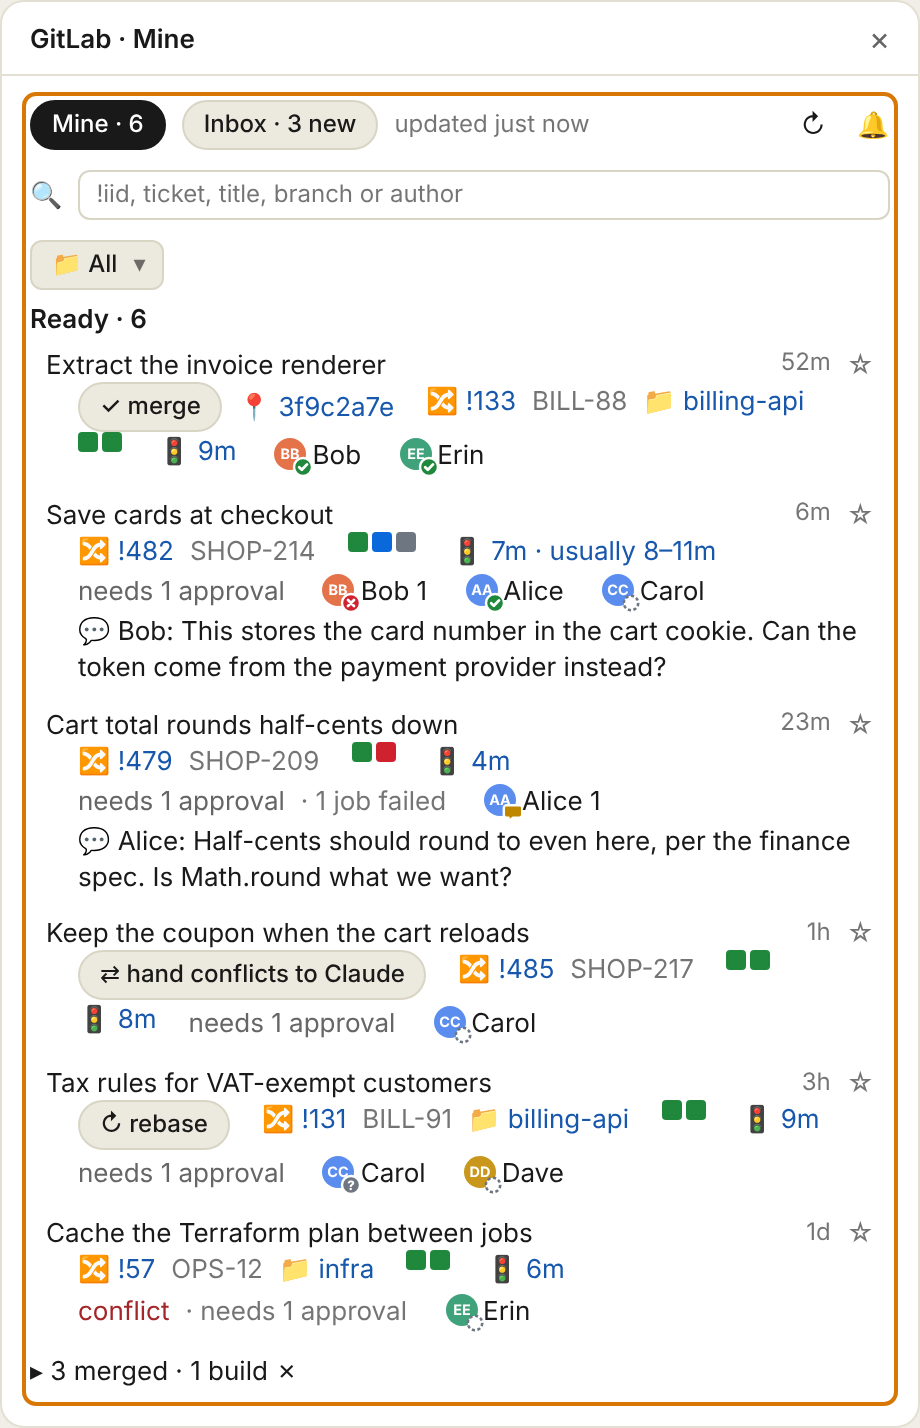 GitLab · Mine ×
Mine · 6 Inbox · 3 new updated just now
!iid, ticket, title, branch or author
All ▾
Ready · 6
Extract the invoice renderer 52m ☆
✓ merge 3f9c2a7e !133 BILL-88 billing-api
9m BB Bob EE Erin
Save cards at checkout 6m ☆
!482 SHOP-214 7m · usually 8–11m
needs 1 approval BB Bob 1 AA Alice CC Carol
Bob: This stores the card number in the cart cookie. Can the
token come from the payment provider instead?
Cart total rounds half-cents down 23m ☆
!479 SHOP-209 4m
needs 1 approval · 1 job failed AA Alice 1
Alice: Half-cents should round to even here, per the finance
spec. Is Math.round what we want?
Keep the coupon when the cart reloads 1h ☆
⇄ hand conflicts to Claude !485 SHOP-217
8m needs 1 approval CC Carol
Tax rules for VAT-exempt customers 3h ☆
↻ rebase !131 BILL-91 billing-api 9m
needs 1 approval CC ? Carol DD Dave
Cache the Terraform plan between jobs 1d ☆
!57 OPS-12 infra 6m
conflict · needs 1 approval EE Erin
▸ 3 merged · 1 build ×